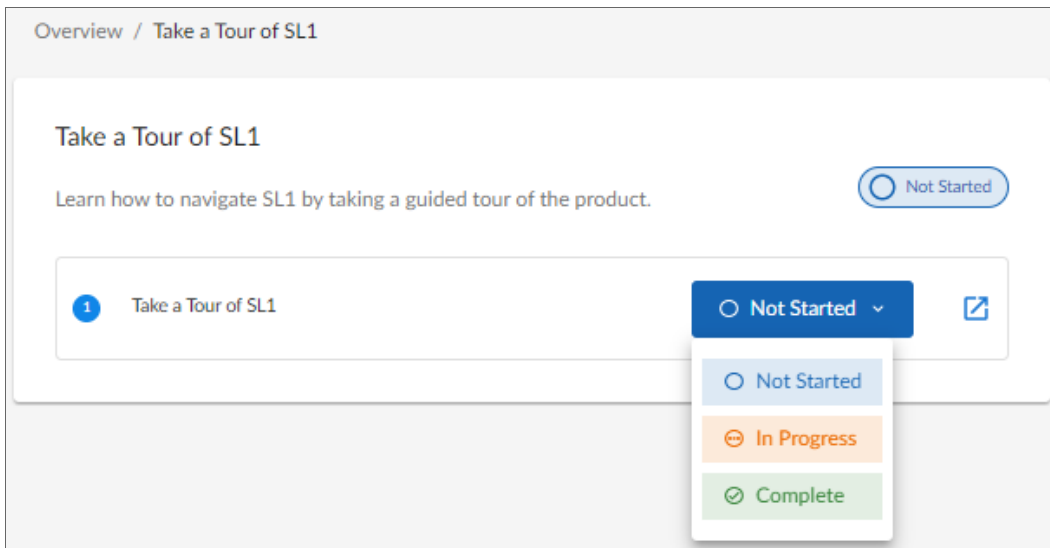 Overview / Take a Tour of SL1
Take a Tour of SL1
Learn how to navigate SL1 by taking a guided tour of the product.
Not Started
1 Take a Tour of SL1 Not Started
Not Started
In Progress
Complete